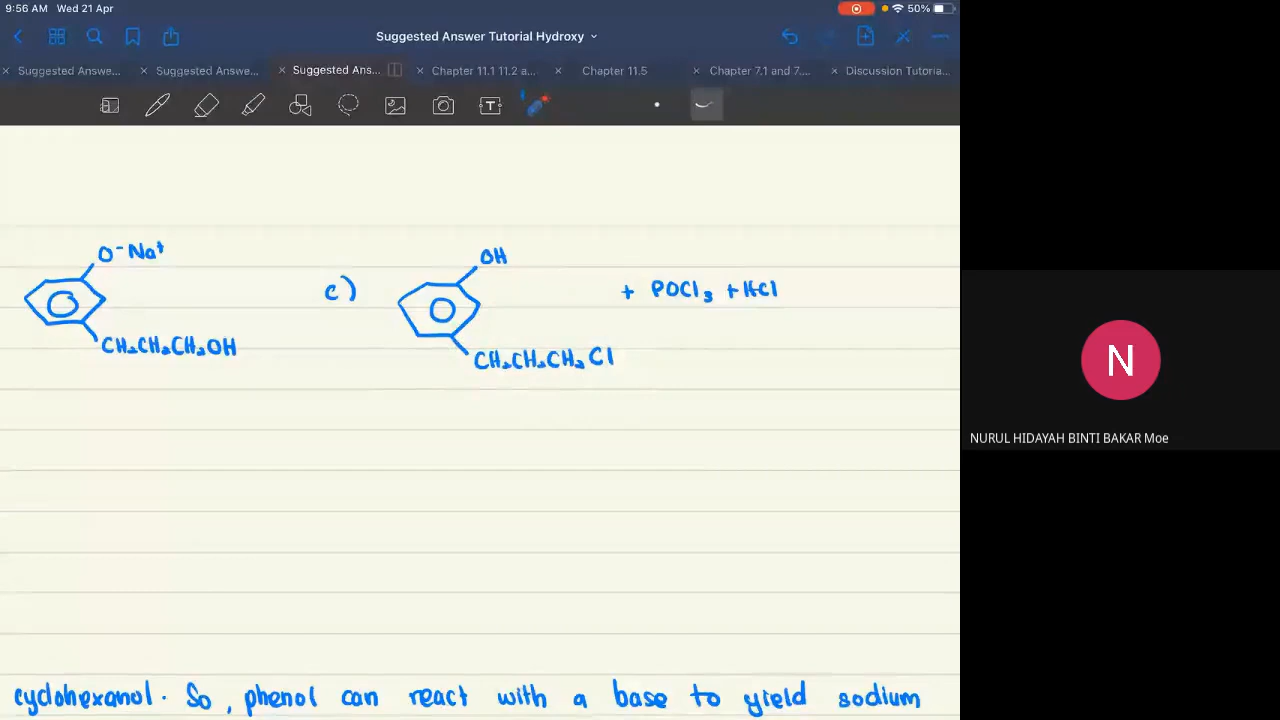 9:56 AM Wed 21 Apr
50%
Suggested Answer Tutorial Hydroxy
Suggested Answe...
Suggested Answe...
Suggested Ans...
Chapter 11.1 11.2 a...
Chapter 11.5
Chapter 7.1 and 7....
Discussion Tutoria...
T
O⁻Na⁺
CH₂CH₂CH₂OH
c)
OH
+ POCl₃ + HCl
CH₂CH₂CH₂Cl
N
NURUL HIDAYAH BINTI BAKAR Moe
cyclohexanol. So, phenol can react with a base to yield sodium